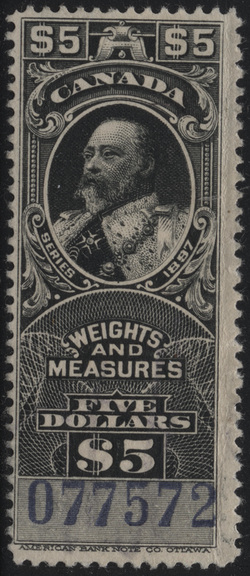 $5 $5
CANADA
SERIES 1897
WEIGHTS
AND
MEASURES
FIVE
DOLLARS
$5
077572
AMERICAN BANK NOTE CO. OTTAWA